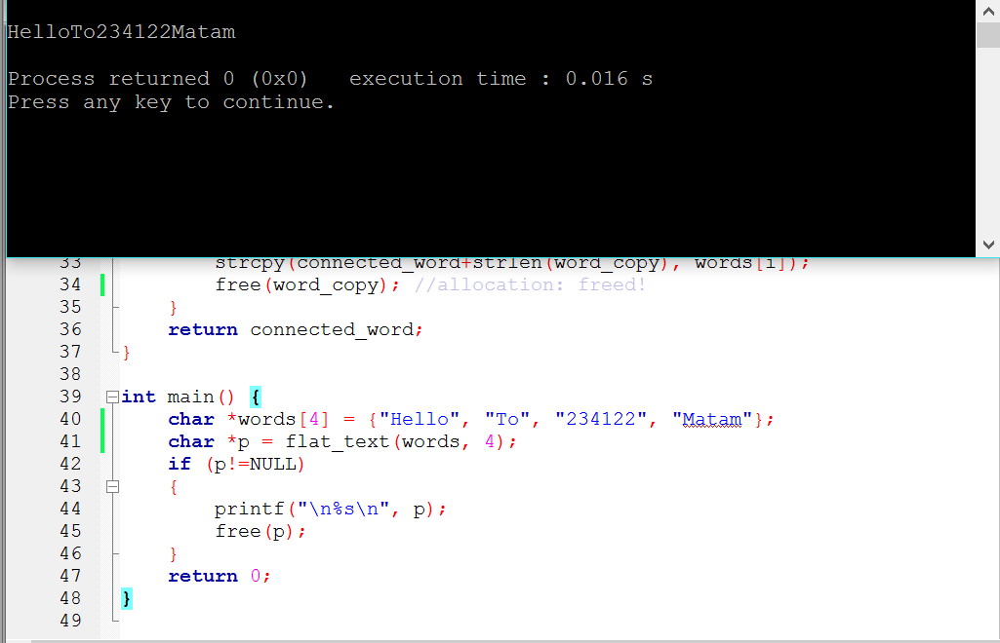 HelloTo234122Matam
Process returned 0 (0x0)   execution time : 0.016 s
Press any key to continue.
33         strcpy(connected_word+strlen(word_copy), words[i]);
34         free(word_copy); //allocation: freed!
35     }
36     return connected_word;
37 }
38
39 int main() {
40     char *words[4] = {"Hello", "To", "234122", "Matam"};
41     char *p = flat_text(words, 4);
42     if (p!=NULL)
43     {
44         printf("\n%s\n", p);
45         free(p);
46     }
47     return 0;
48 }
49